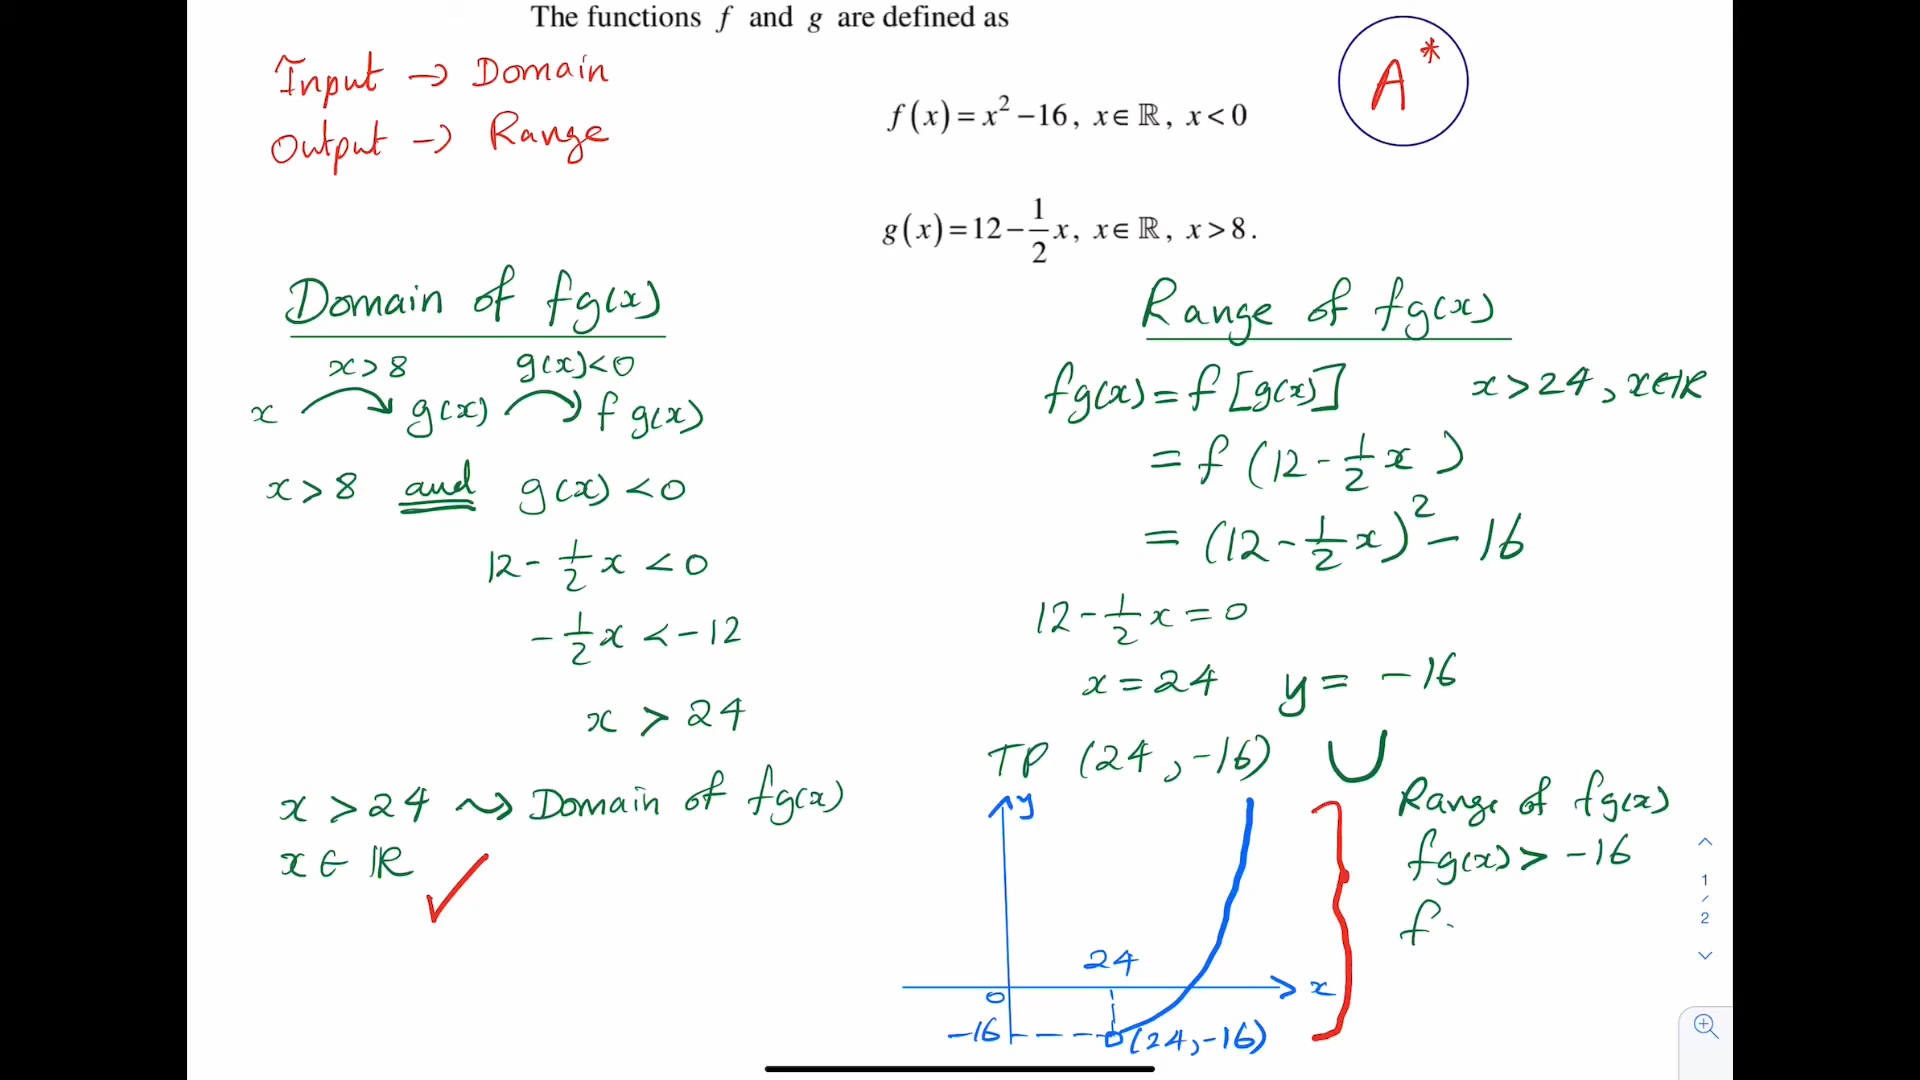 The functions f and g are defined as
Input → Domain
Output → Range
A*
f(x) = x² − 16, x ∈ ℝ, x < 0
g(x) = 12 − 1/2 x, x ∈ ℝ, x > 8.
Domain of fg(x)
x > 8 g(x) < 0
x g(x) f g(x)
x > 8 and g(x) < 0
12 − 1/2 x < 0
− 1/2 x < −12
x > 24
x > 24 ⇝ Domain of fg(x)
x ∈ ℝ
Range of fg(x)
fg(x) = f [g(x)] x > 24, x ∈ ℝ
= f (12 − 1/2 x )
= (12 − 1/2 x)² − 16
12 − 1/2 x = 0
x = 24 y = −16
TP (24, −16)
y
24
0
x
−16
(24, −16)
Range of fg(x)
fg(x) > −16
f
1
/
2